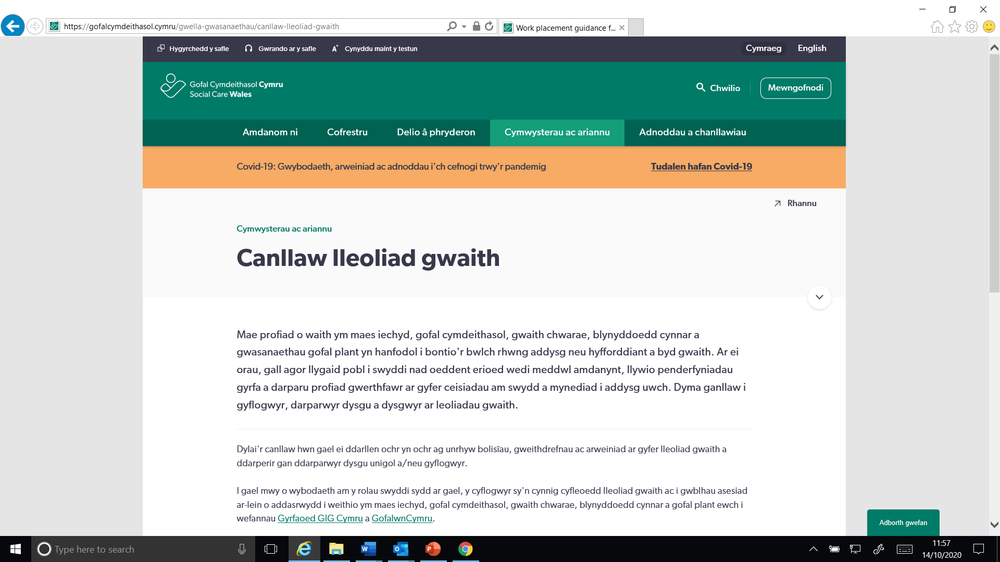 https://gofalcymdeithasol.cymru/gwella-gwasanaethau/canllaw-lleoliad-gwaith
Work placement guidance f...
Hygyrchedd y safle
Gwrando ar y safle
A+ Cynyddu maint y testun
Cymraeg
English
Gofal Cymdeithasol Cymru
Social Care Wales
Chwilio
Mewngofnodi
Amdanom ni
Cofrestru
Delio â phryderon
Cymwysterau ac ariannu
Adnoddau a chanllawiau
Covid-19: Gwybodaeth, arweiniad ac adnoddau i'ch cefnogi trwy'r pandemig
Tudalen hafan Covid-19
Rhannu
Cymwysterau ac ariannu
Canllaw lleoliad gwaith
Mae profiad o waith ym maes iechyd, gofal cymdeithasol, gwaith chwarae, blynyddoedd cynnar a
gwasanaethau gofal plant yn hanfodol i bontio'r bwlch rhwng addysg neu hyfforddiant a byd gwaith. Ar ei
orau, gall agor llygaid pobl i swyddi nad oeddent erioed wedi meddwl amdanynt, llywio penderfyniadau
gyrfa a darparu profiad gwerthfawr ar gyfer ceisiadau am swydd a mynediad i addysg uwch. Dyma ganllaw i
gyflogwyr, darparwyr dysgu a dysgwyr ar leoliadau gwaith.
Dylai'r canllaw hwn gael ei ddarllen ochr yn ochr ag unrhyw bolisïau, gweithdrefnau ac arweiniad ar gyfer lleoliad gwaith a
ddarperir gan ddarparwyr dysgu unigol a/neu gyflogwyr.
I gael mwy o wybodaeth am y rolau swyddi sydd ar gael, y cyflogwyr sy'n cynnig cyfleoedd lleoliad gwaith ac i gwblhau asesiad
ar-lein o addasrwydd i weithio ym maes iechyd, gofal cymdeithasol, gwaith chwarae, blynyddoedd cynnar a gofal plant ewch i
wefannau Gyrfaoed GIG Cymru a GofalwnCymru.
Adborth gwefan
Type here to search
11:57
14/10/2020